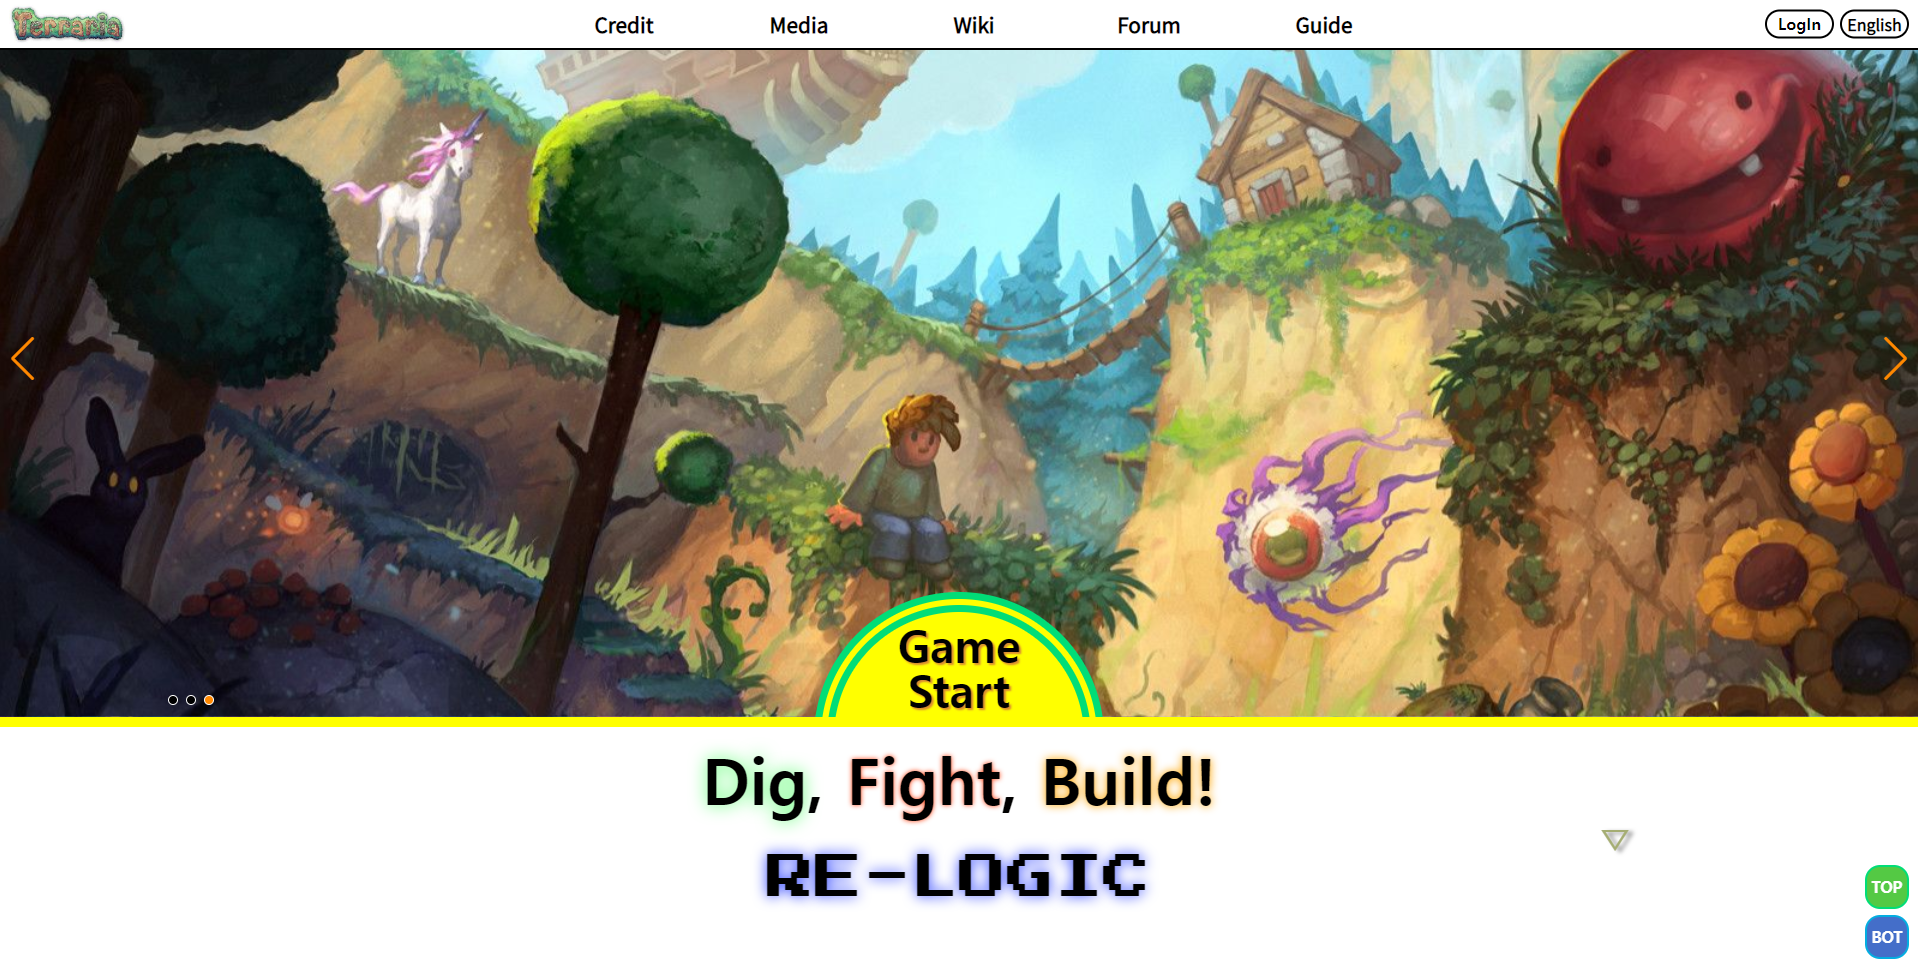 Terraria
Credit
Media
Wiki
Forum
Guide
LogIn
English
Game
Start
Dig, Fight, Build!
RE-LOGIC
TOP
BOT